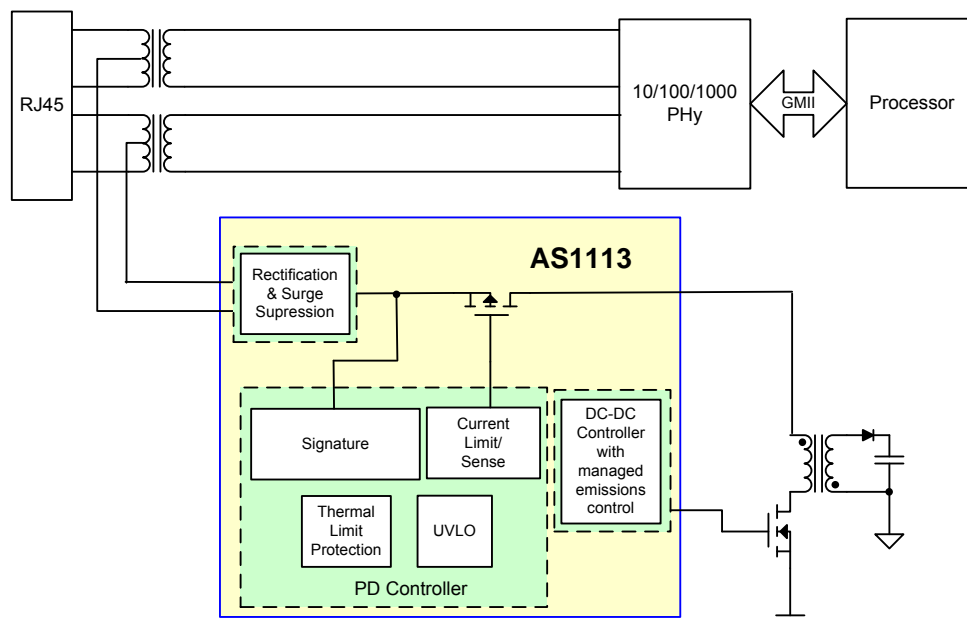 RJ45
10/100/1000
PHy
GMII
Processor
AS1113
Rectification
& Surge
Supression
Signature
Current
Limit/
Sense
DC-DC
Controller
with
managed
emissions
control
Thermal
Limit
Protection
UVLO
PD Controller